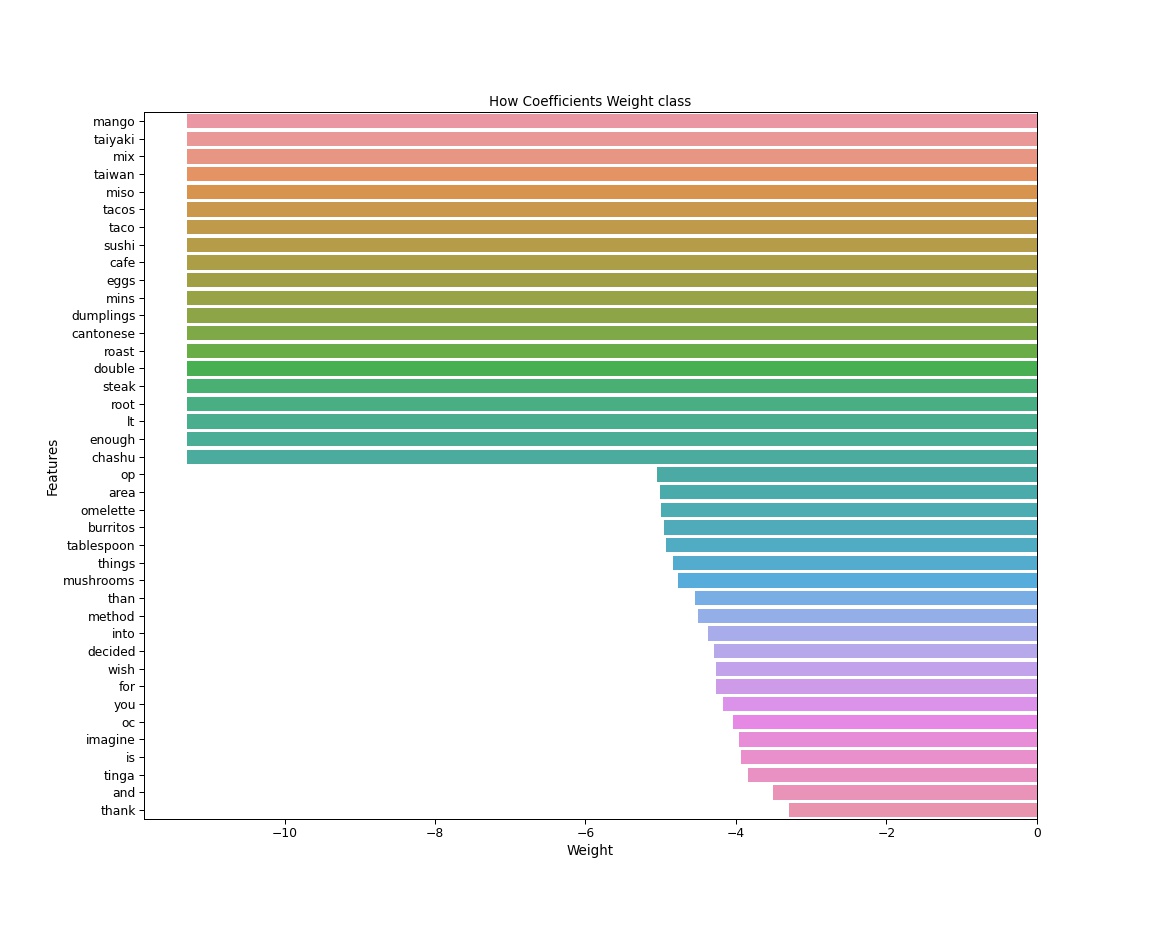 How Coefficients Weight class
mango
taiyaki
mix
taiwan
miso
tacos
taco
sushi
cafe
eggs
mins
dumplings
cantonese
roast
double
steak
root
lt
enough
chashu
op
area
omelette
burritos
tablespoon
things
mushrooms
than
method
into
decided
wish
for
you
oc
imagine
is
tinga
and
thank
Features
−10 −8 −6 −4 −2 0
Weight